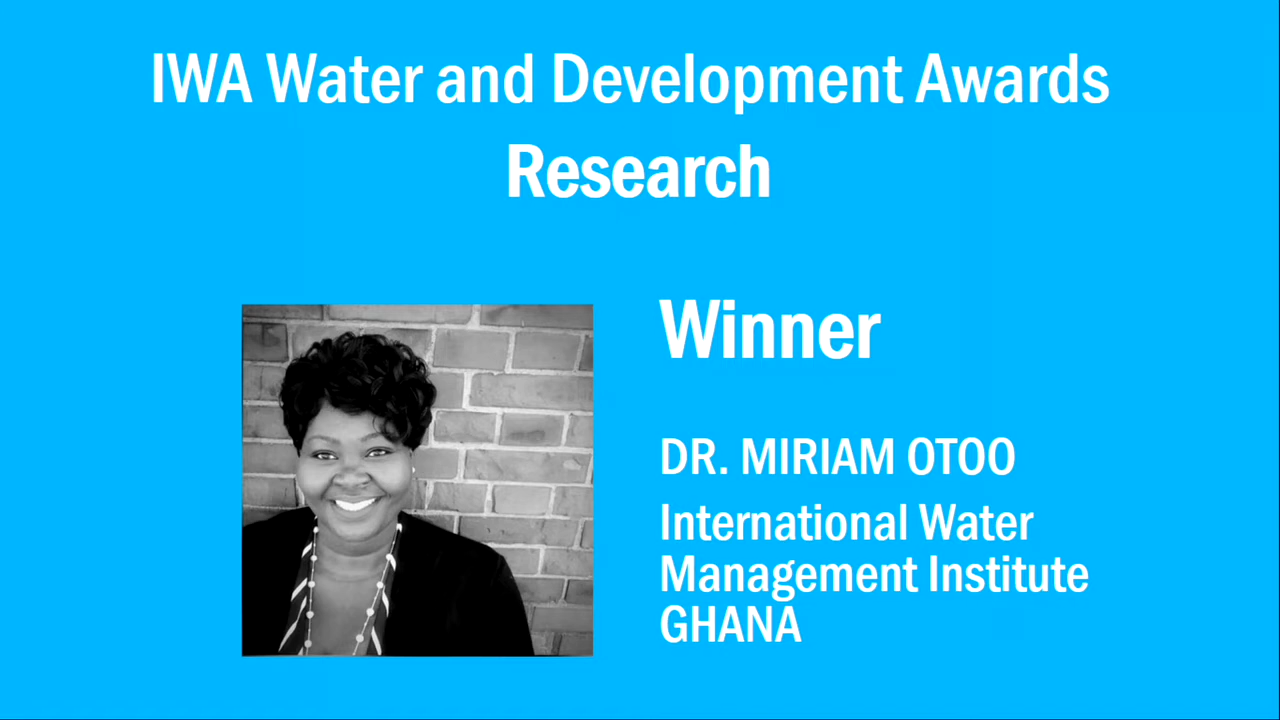 IWA Water and Development Awards
Research
Winner
DR. MIRIAM OTOO
International Water
Management Institute
GHANA